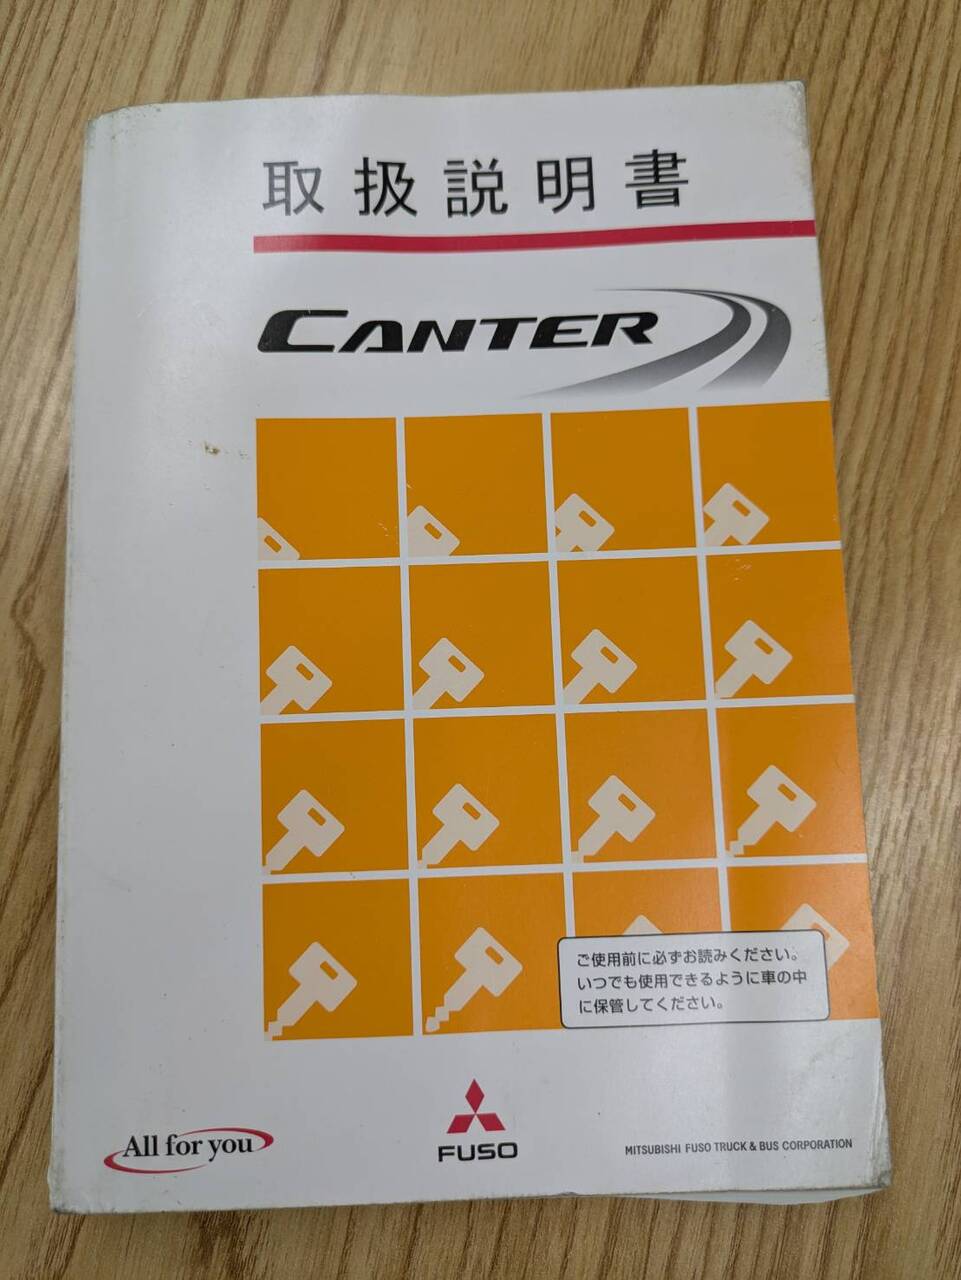 取扱説明書
CANTER
ご使用前に必ずお読みください。
いつでも使用できるように車の中
に保管してください。
All for you
FUSO
MITSUBISHI FUSO TRUCK & BUS CORPORATION